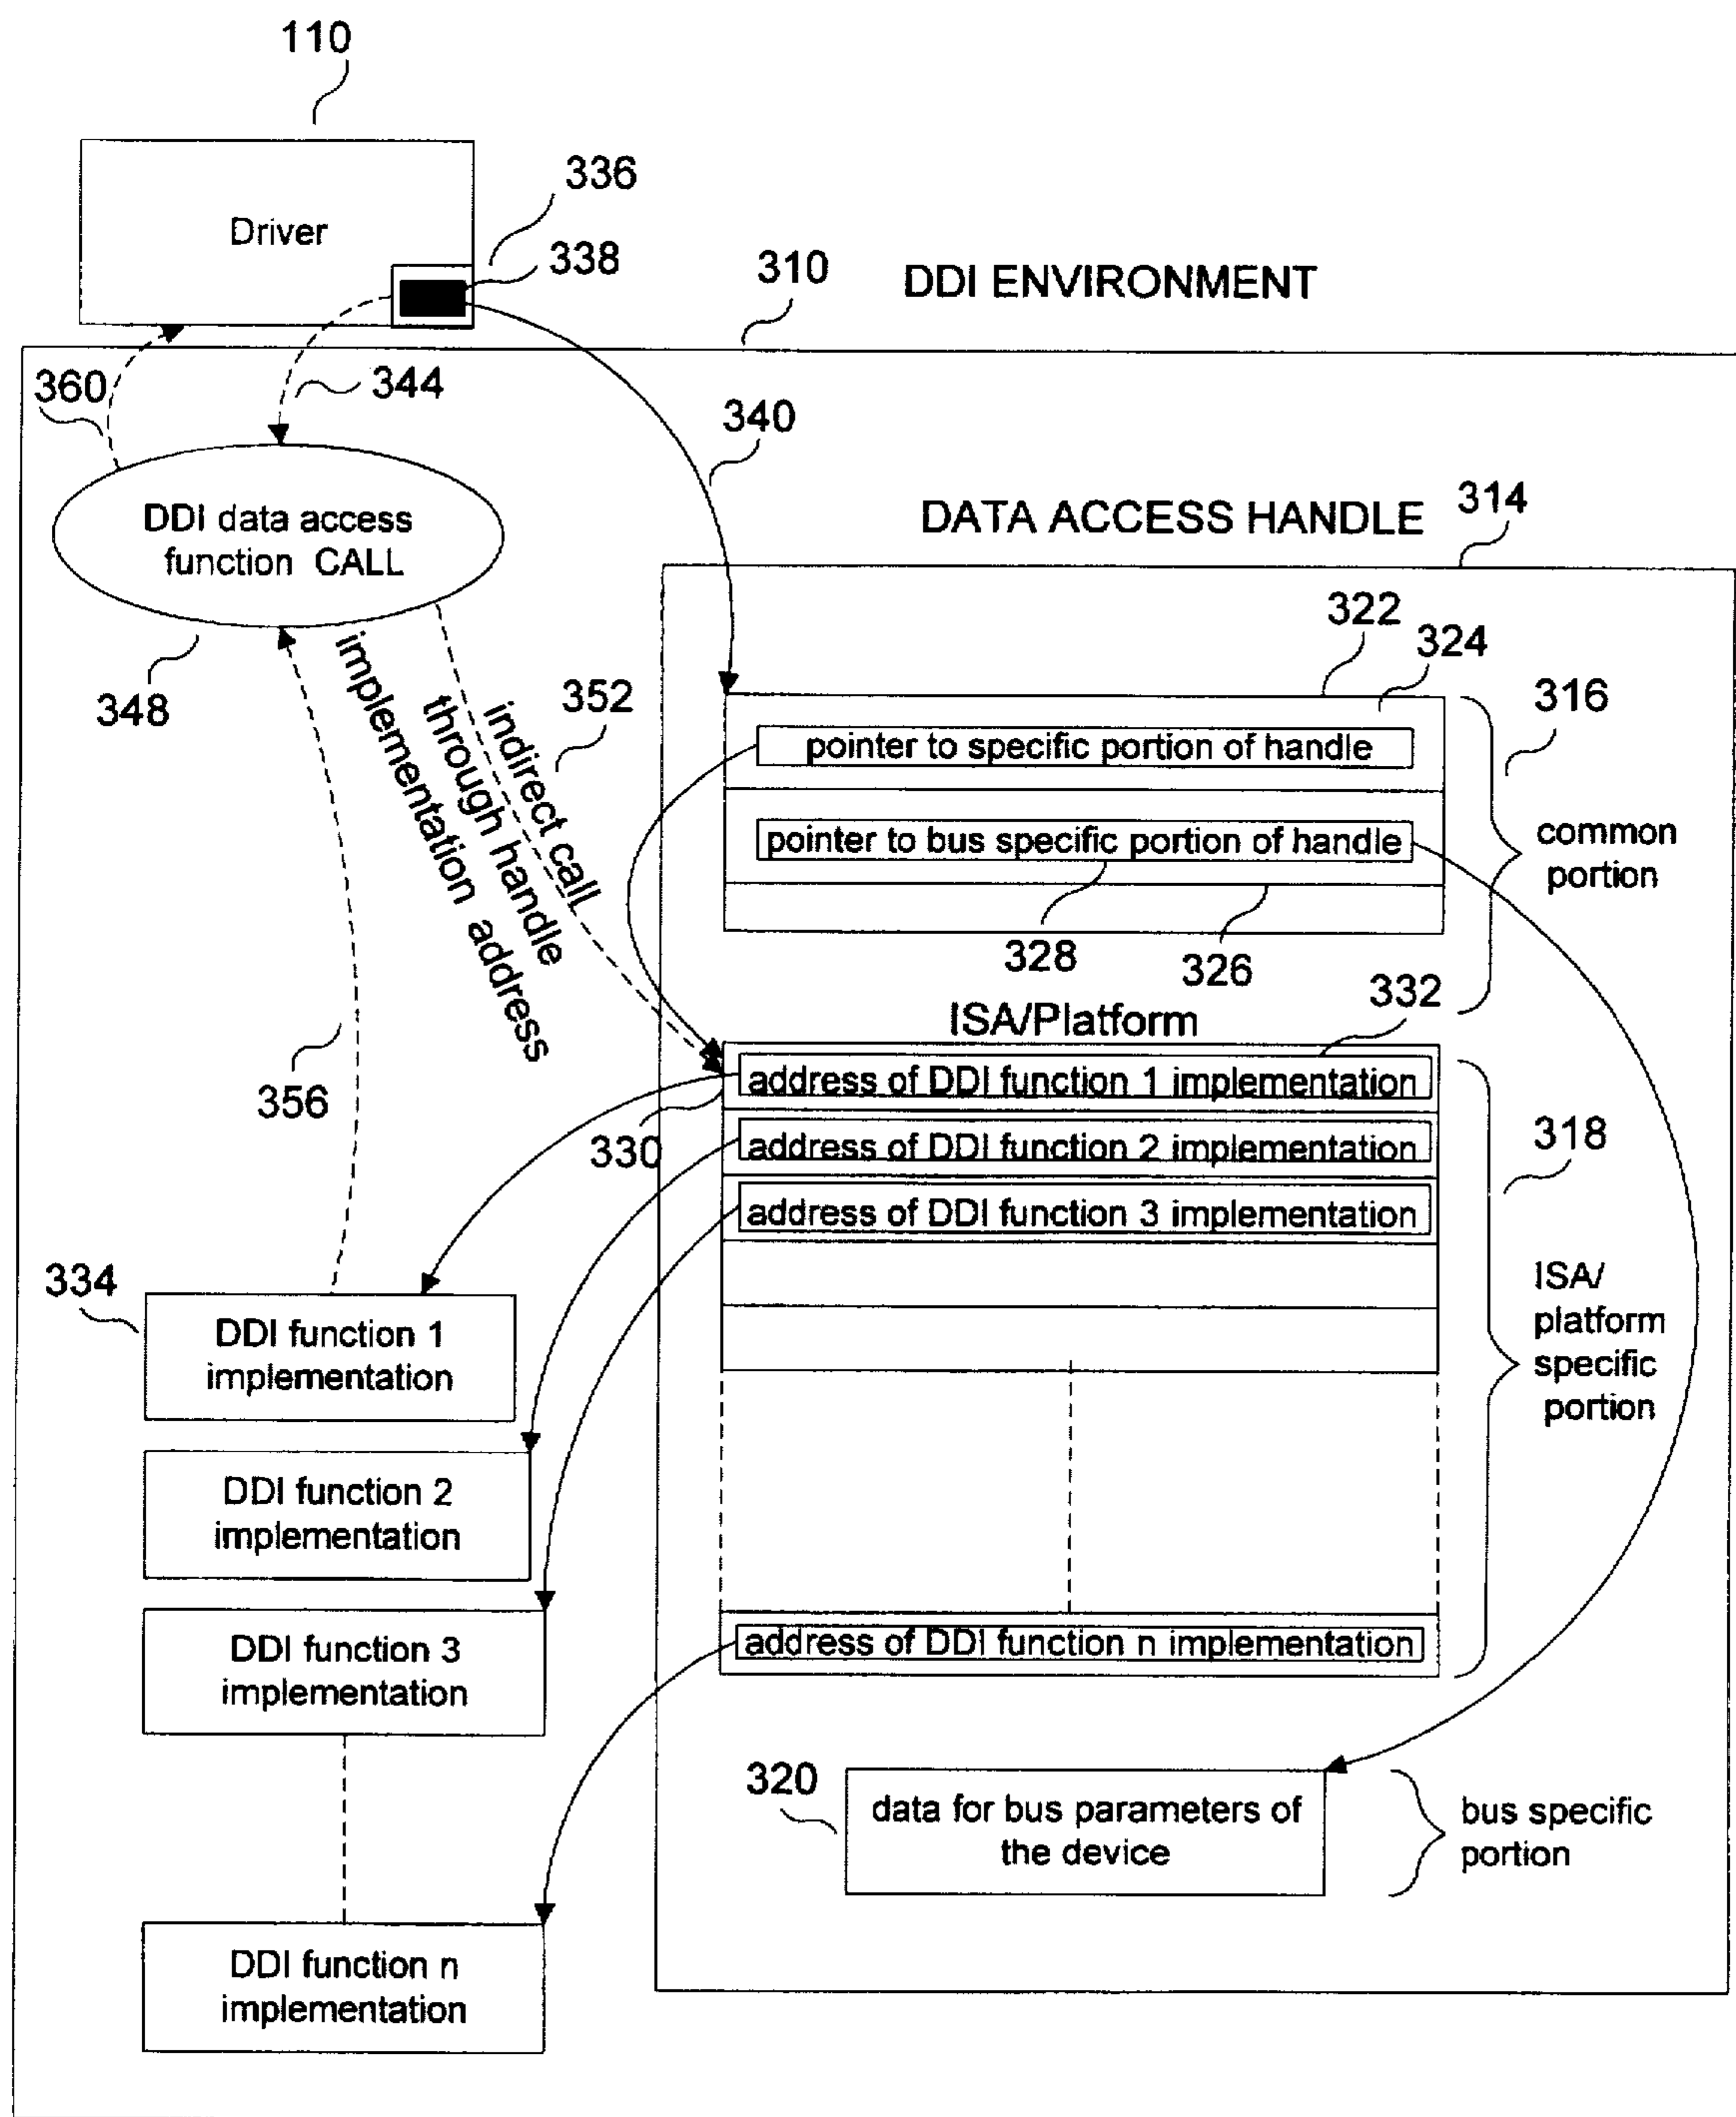 110
336
Driver
338
310
DDI ENVIRONMENT
360
344
340
DATA ACCESS HANDLE
314
DDI data access
function CALL
322
324
348
352
316
indirect call
through handle
implementation address
pointer to specific portion of handle
pointer to bus specific portion of handle
common
portion
328
326
332
ISA/Platform
356
330
318
address of DDI function 1 implementation
address of DDI function 2 implementation
address of DDI function 3 implementation
334
ISA/
platform
specific
portion
DDI function 1
implementation
DDI function 2
implementation
DDI function 3
implementation
address of DDI function n implementation
320
data for bus parameters of
the device
bus specific
portion
DDI function n
implementation